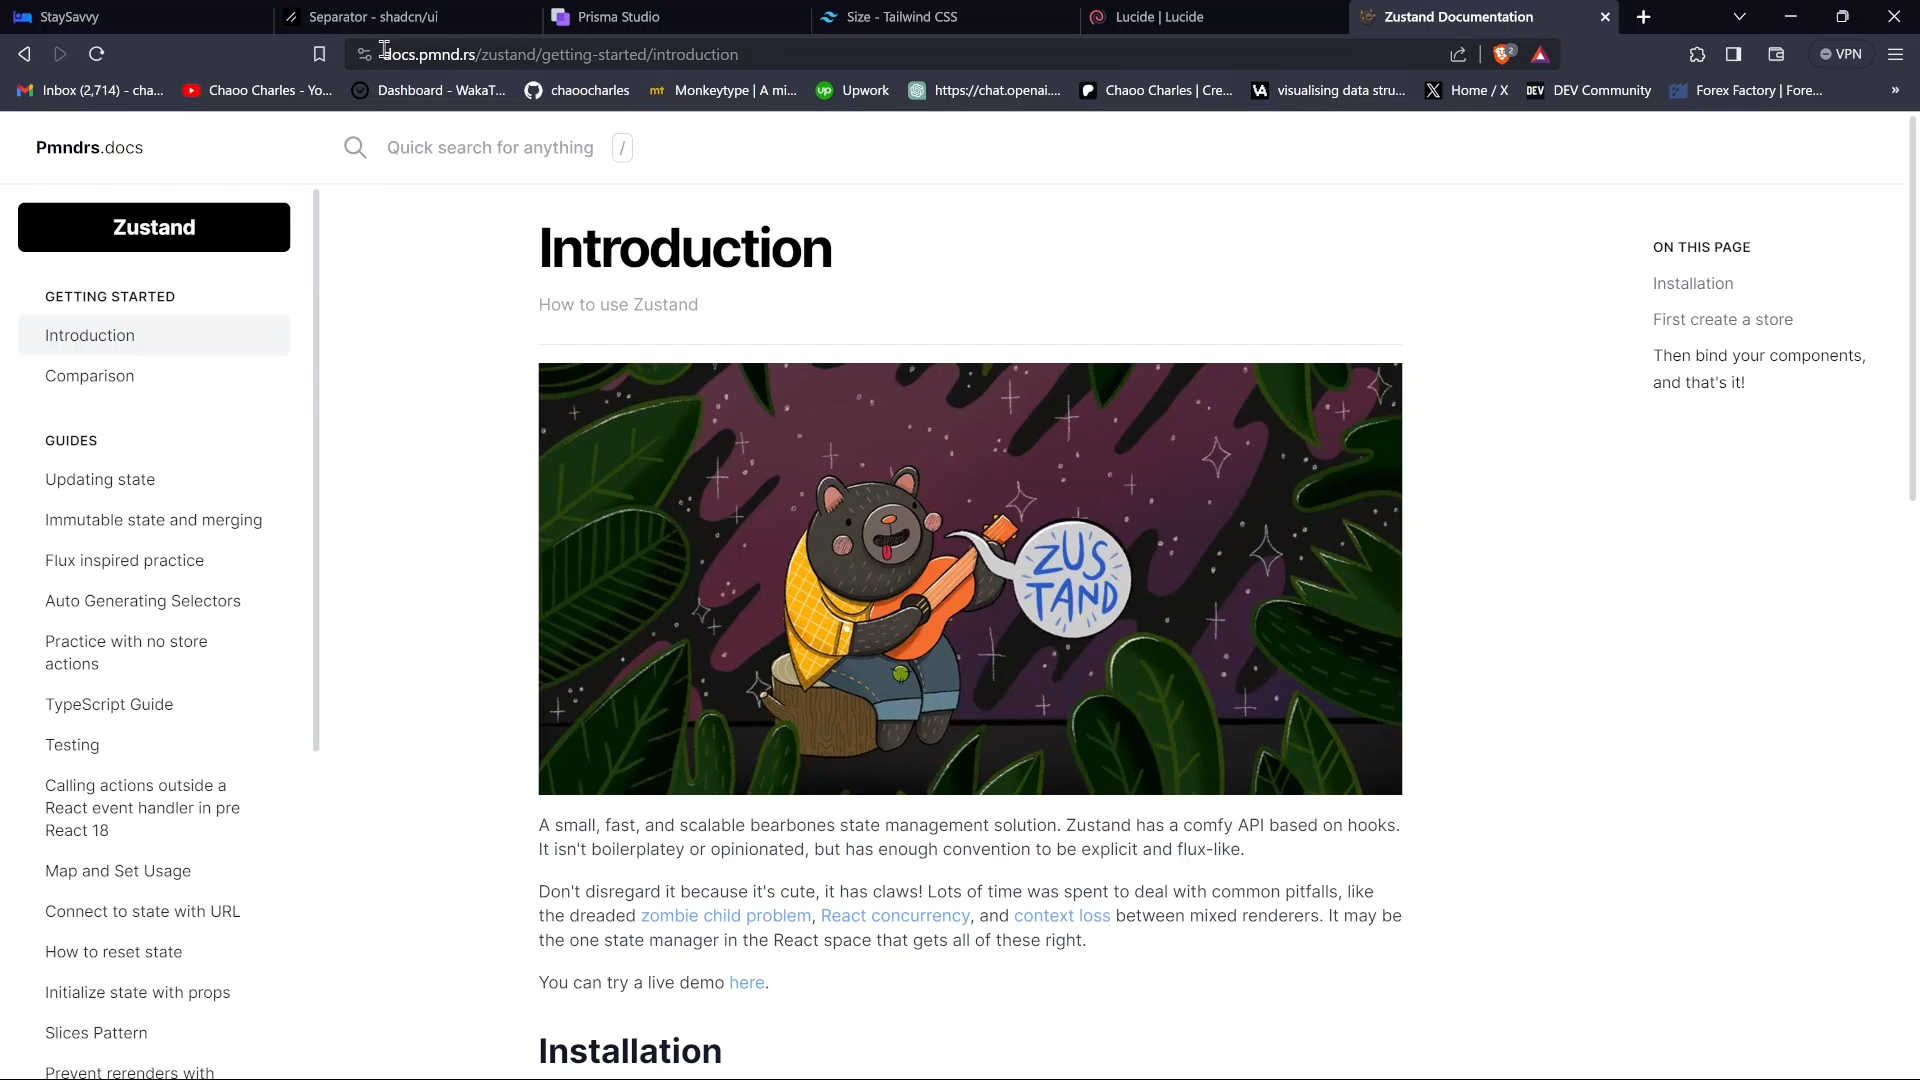 StaySavvy
Separator - shadcn/ui
Prisma Studio
Size - Tailwind CSS
Lucide | Lucide
Zustand Documentation
docs.pmnd.rs/zustand/getting-started/introduction
2
VPN
Inbox (2,714) - cha...
Chaoo Charles - Yo...
Dashboard - WakaT...
chaoocharles
mt
Monkeytype | A mi...
up
Upwork
https://chat.openai....
Chaoo Charles | Cre...
VA
visualising data stru...
Home / X
DEV
DEV Community
Forex Factory | Fore...
»
Pmndrs.docs
Quick search for anything
/
Zustand
GETTING STARTED
Introduction
Comparison
GUIDES
Updating state
Immutable state and merging
Flux inspired practice
Auto Generating Selectors
Practice with no store
actions
TypeScript Guide
Testing
Calling actions outside a
React event handler in pre
React 18
Map and Set Usage
Connect to state with URL
How to reset state
Initialize state with props
Slices Pattern
Prevent rerenders with
Introduction
How to use Zustand
ZUS
TAND
A small, fast, and scalable bearbones state management solution. Zustand has a comfy API based on hooks.
It isn't boilerplatey or opinionated, but has enough convention to be explicit and flux-like.
Don't disregard it because it's cute, it has claws! Lots of time was spent to deal with common pitfalls, like
the dreaded zombie child problem, React concurrency, and context loss between mixed renderers. It may be
the one state manager in the React space that gets all of these right.
You can try a live demo here.
Installation
ON THIS PAGE
Installation
First create a store
Then bind your components,
and that's it!